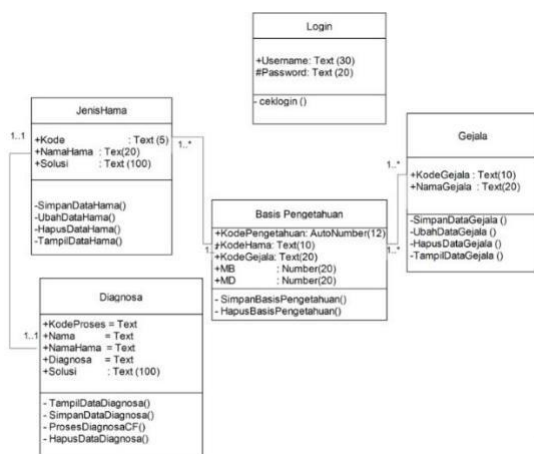 Login
+Username: Text (30)
#Password: Text (20)
- ceklogin ()
JenisHama
+Kode : Text (5)
+NamaHama : Tex(20)
+Solusi : Text (100)
-SimpanDataHama()
-UbahDataHama()
-HapusDataHama()
-TampilDataHama()
1..1
1..*
Gejala
+KodeGejala : Text(10)
+NamaGejala : Text(20)
-SimpanDataGejala ()
-UbahDataGejala ()
-HapusDataGejala ()
-TampilDataGejala ()
1..*
Basis Pengetahuan
+KodePengetahuan: AutoNumber(12)
+KodeHama: Text(10)
+KodeGejala: Text(20)
+MB : Number(20)
+MD : Number(20)
- SimpanBasisPengetahuan()
- HapusBasisPengetahuan()
1..*
Diagnosa
+KodeProses = Text
+Nama = Text
+NamaHama = Text
+Diagnosa = Text
+Solusi : Text (100)
- TampilDataDiagnosa()
- SimpanDataDiagnosa()
- ProsesDiagnosaCF()
- HapusDataDiagnosa()
1..1